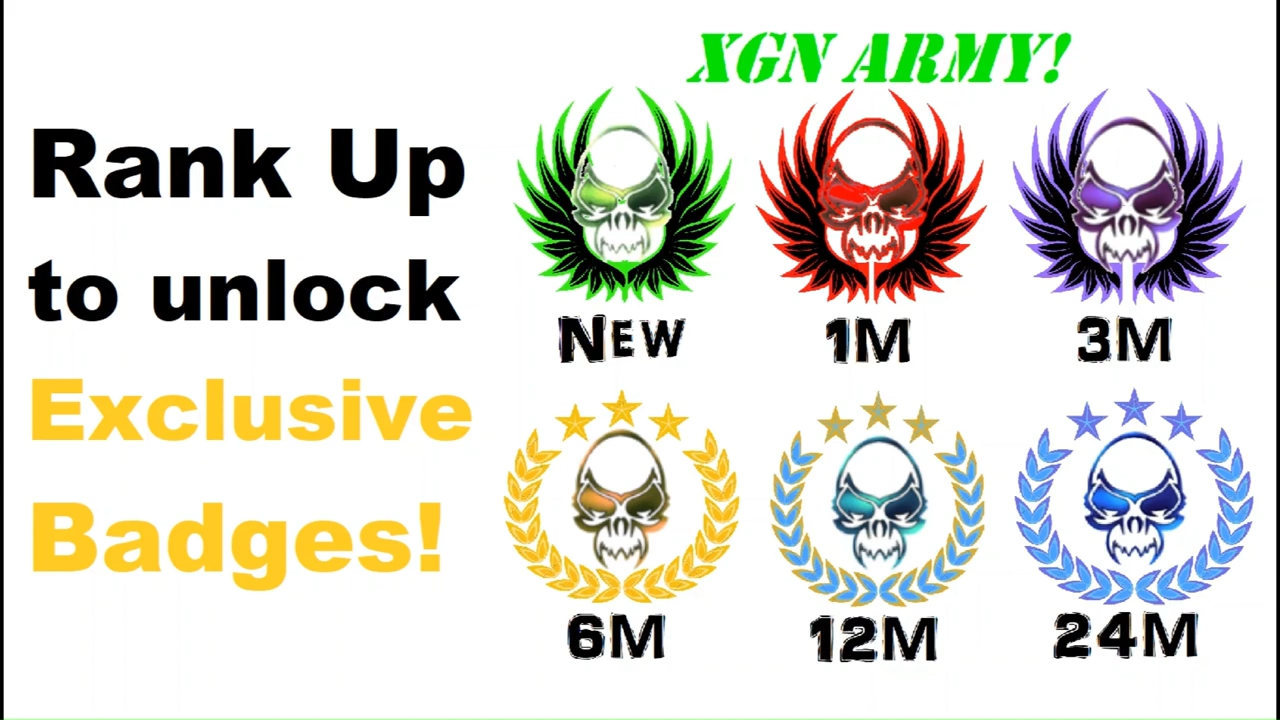 Rank Up
to unlock
Exclusive
Badges!
XGN ARMY!
New 1M 3M
6M 12M 24M